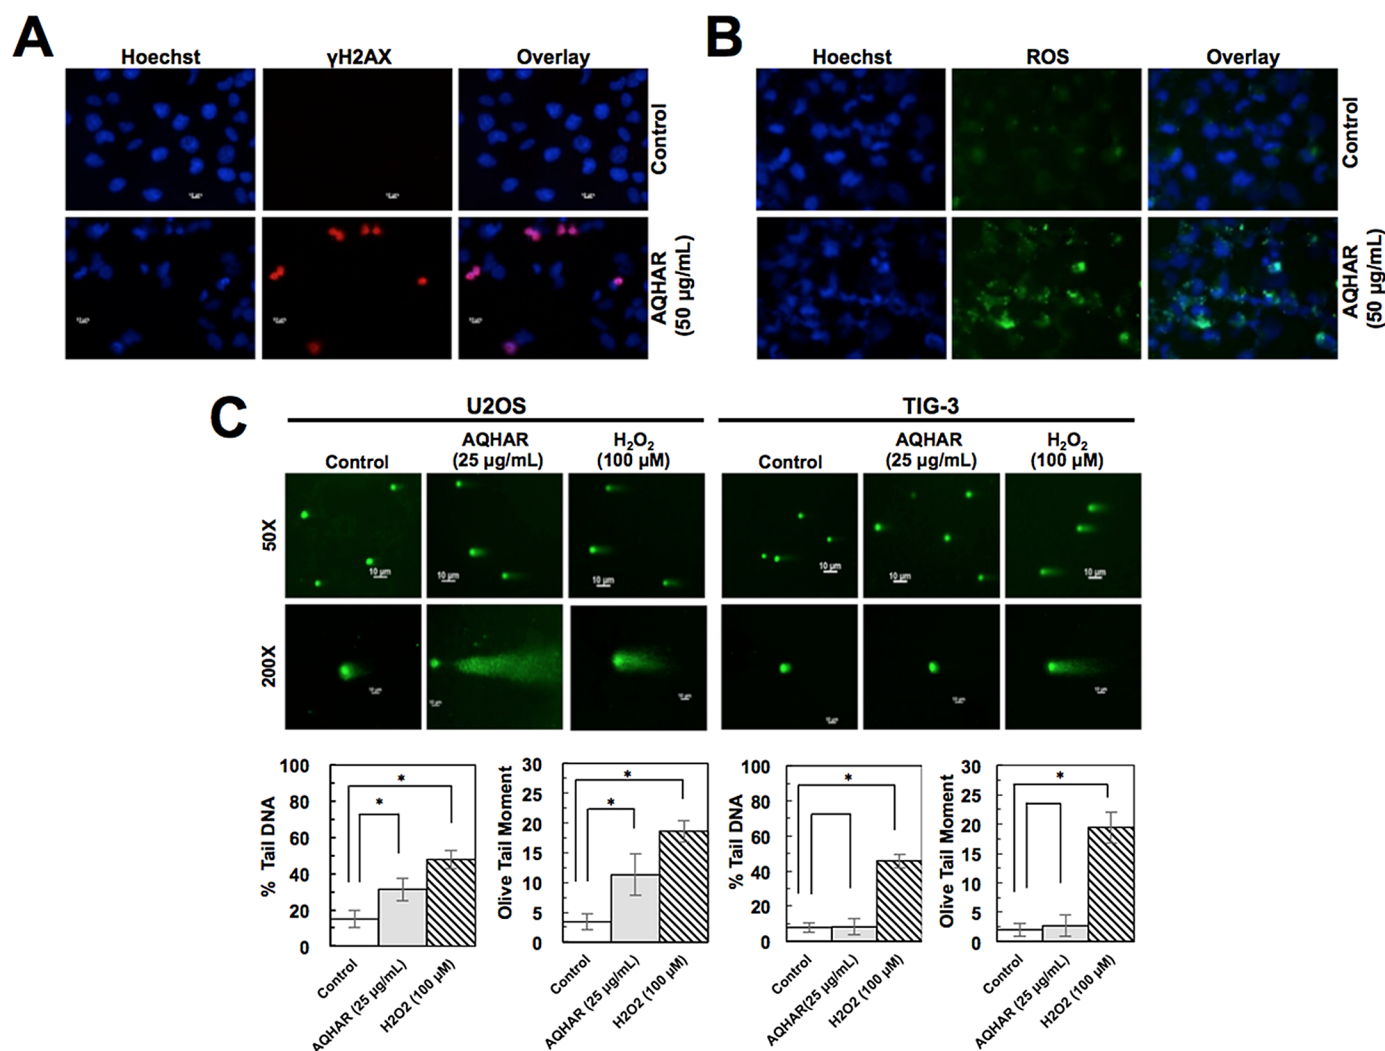 A
B
Hoechst γH2AX Overlay
Hoechst ROS Overlay
Control
Control
AQHAR
(50 µg/mL)
AQHAR
(50 µg/mL)
C
U2OS
TIG-3
Control
AQHAR
(25 µg/mL)
H₂O₂
(100 µM)
Control
AQHAR
(25 µg/mL)
H₂O₂
(100 µM)
50X
10 µm
10 µm
10 µm
10 µm
10 µm
10 µm
200X
% Tail DNA
100
80
60
40
20
0
*
*
Control
AQHAR (25 µg/mL)
H2O2 (100 µM)
Olive Tail Moment
30
25
20
15
10
5
0
*
*
Control
AQHAR (25 µg/mL)
H2O2 (100 µM)
% Tail DNA
100
80
60
40
20
0
*
Control
AQHAR(25 µg/mL)
H2O2 (100 µM)
Olive Tail Moment
30
25
20
15
10
5
0
*
Control
AQHAR (25 µg/mL)
H2O2 (100 µM)